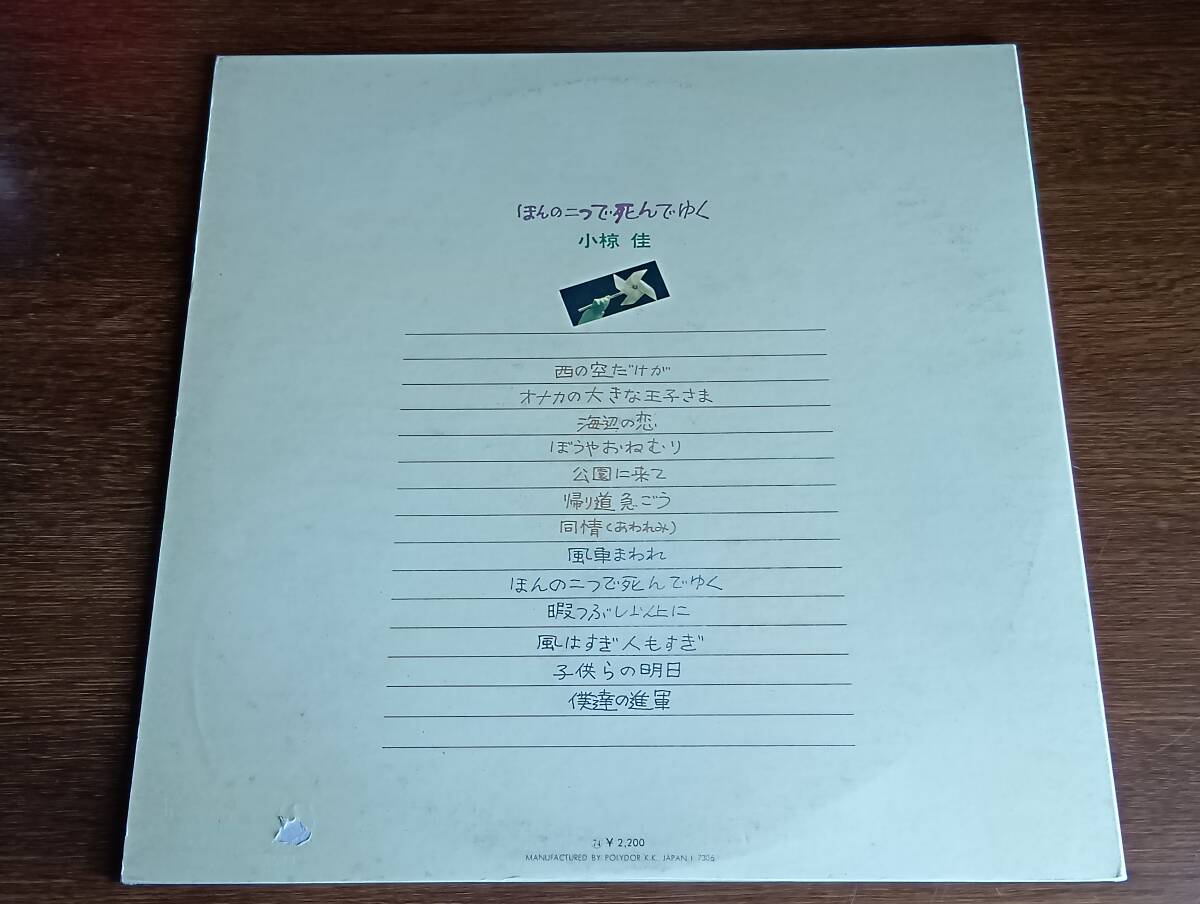 ほんの二つで死んでゆく
小椋 佳
西の空だけが
オナカの大きな王子さま
海辺の恋
ぼうやおねむり
公園に来て
帰り道急ごう
同情(あわれみ)
風車まわれ
ほんの二つで死んでゆく
暇つぶし以上に
風はすぎ人もすぎ
子供らの明日
僕達の進軍
74 ¥ 2,200
MANUFACTURED BY POLYDOR K.K. JAPAN I 7306